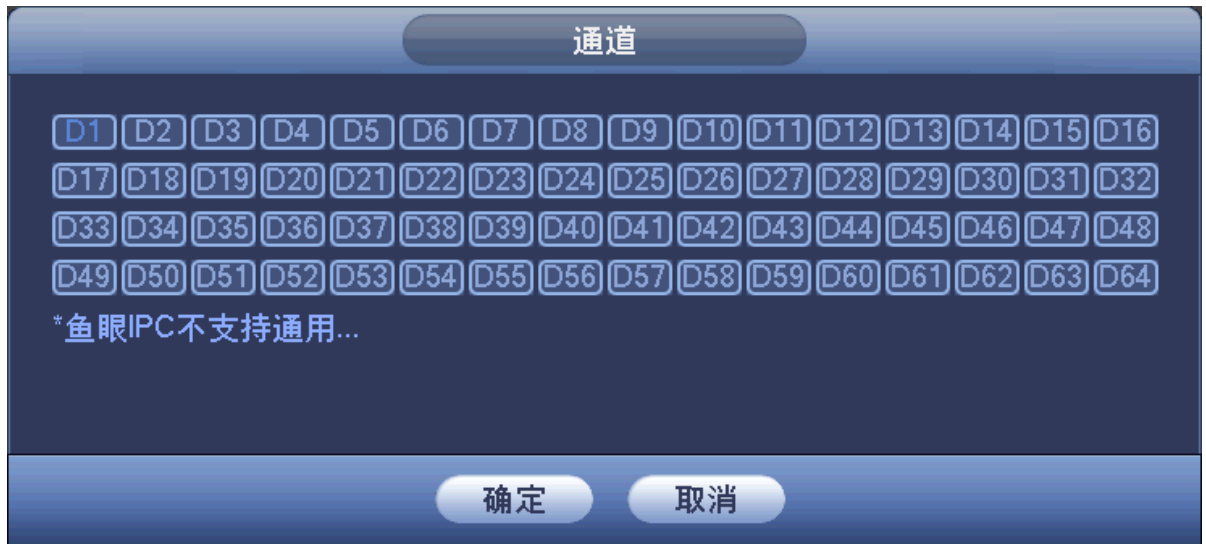 通道
D1 D2 D3 D4 D5 D6 D7 D8 D9 D10 D11 D12 D13 D14 D15 D16
D17 D18 D19 D20 D21 D22 D23 D24 D25 D26 D27 D28 D29 D30 D31 D32
D33 D34 D35 D36 D37 D38 D39 D40 D41 D42 D43 D44 D45 D46 D47 D48
D49 D50 D51 D52 D53 D54 D55 D56 D57 D58 D59 D60 D61 D62 D63 D64
*鱼眼IPC不支持通用...
确定 取消